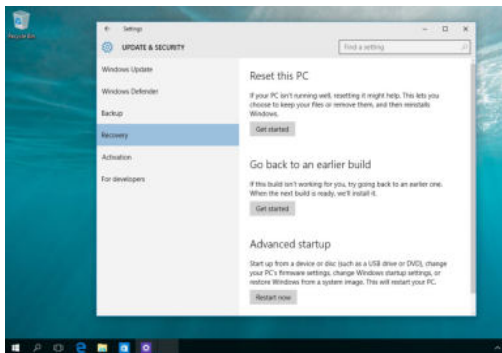 Recycle Bin
Settings
UPDATE & SECURITY
Find a setting
Windows Update
Windows Defender
Backup
Recovery
Activation
For developers
Reset this PC
If your PC isn't running well, resetting it might help. This lets you
choose to keep your files or remove them, and then reinstalls
Windows.
Get started
Go back to an earlier build
If this build isn't working for you, try going back to an earlier one.
When the next build is ready, we'll install it.
Get started
Advanced startup
Start up from a device or disc (such as a USB drive or DVD), change
your PC's firmware settings, change Windows startup settings, or
restore Windows from a system image. This will restart your PC.
Restart now